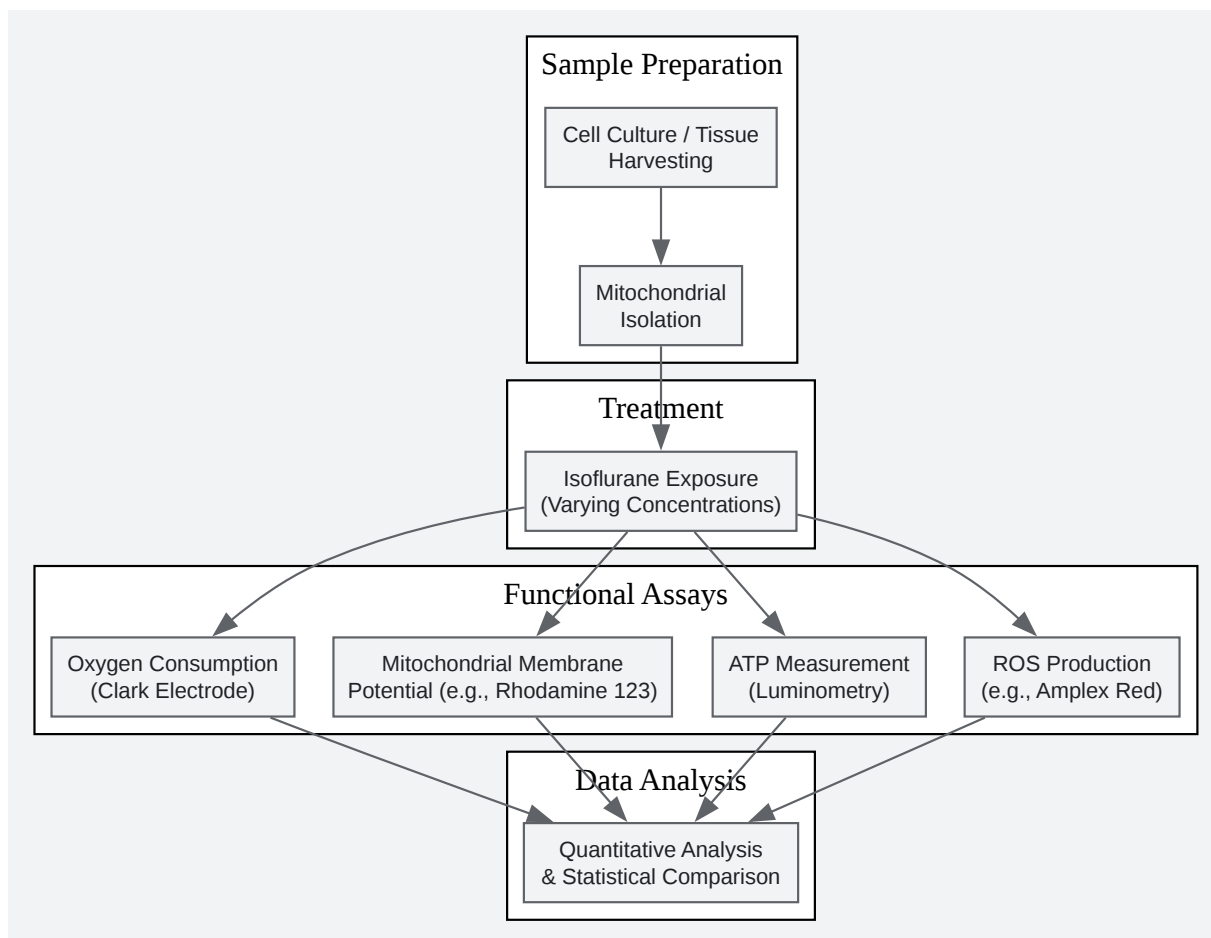 Sample Preparation
Cell Culture / Tissue
Harvesting
Mitochondrial
Isolation
Treatment
Isoflurane Exposure
(Varying Concentrations)
Functional Assays
Oxygen Consumption
(Clark Electrode)
Mitochondrial Membrane
Potential (e.g., Rhodamine 123)
ATP Measurement
(Luminometry)
ROS Production
(e.g., Amplex Red)
Data Analysis
Quantitative Analysis
& Statistical Comparison